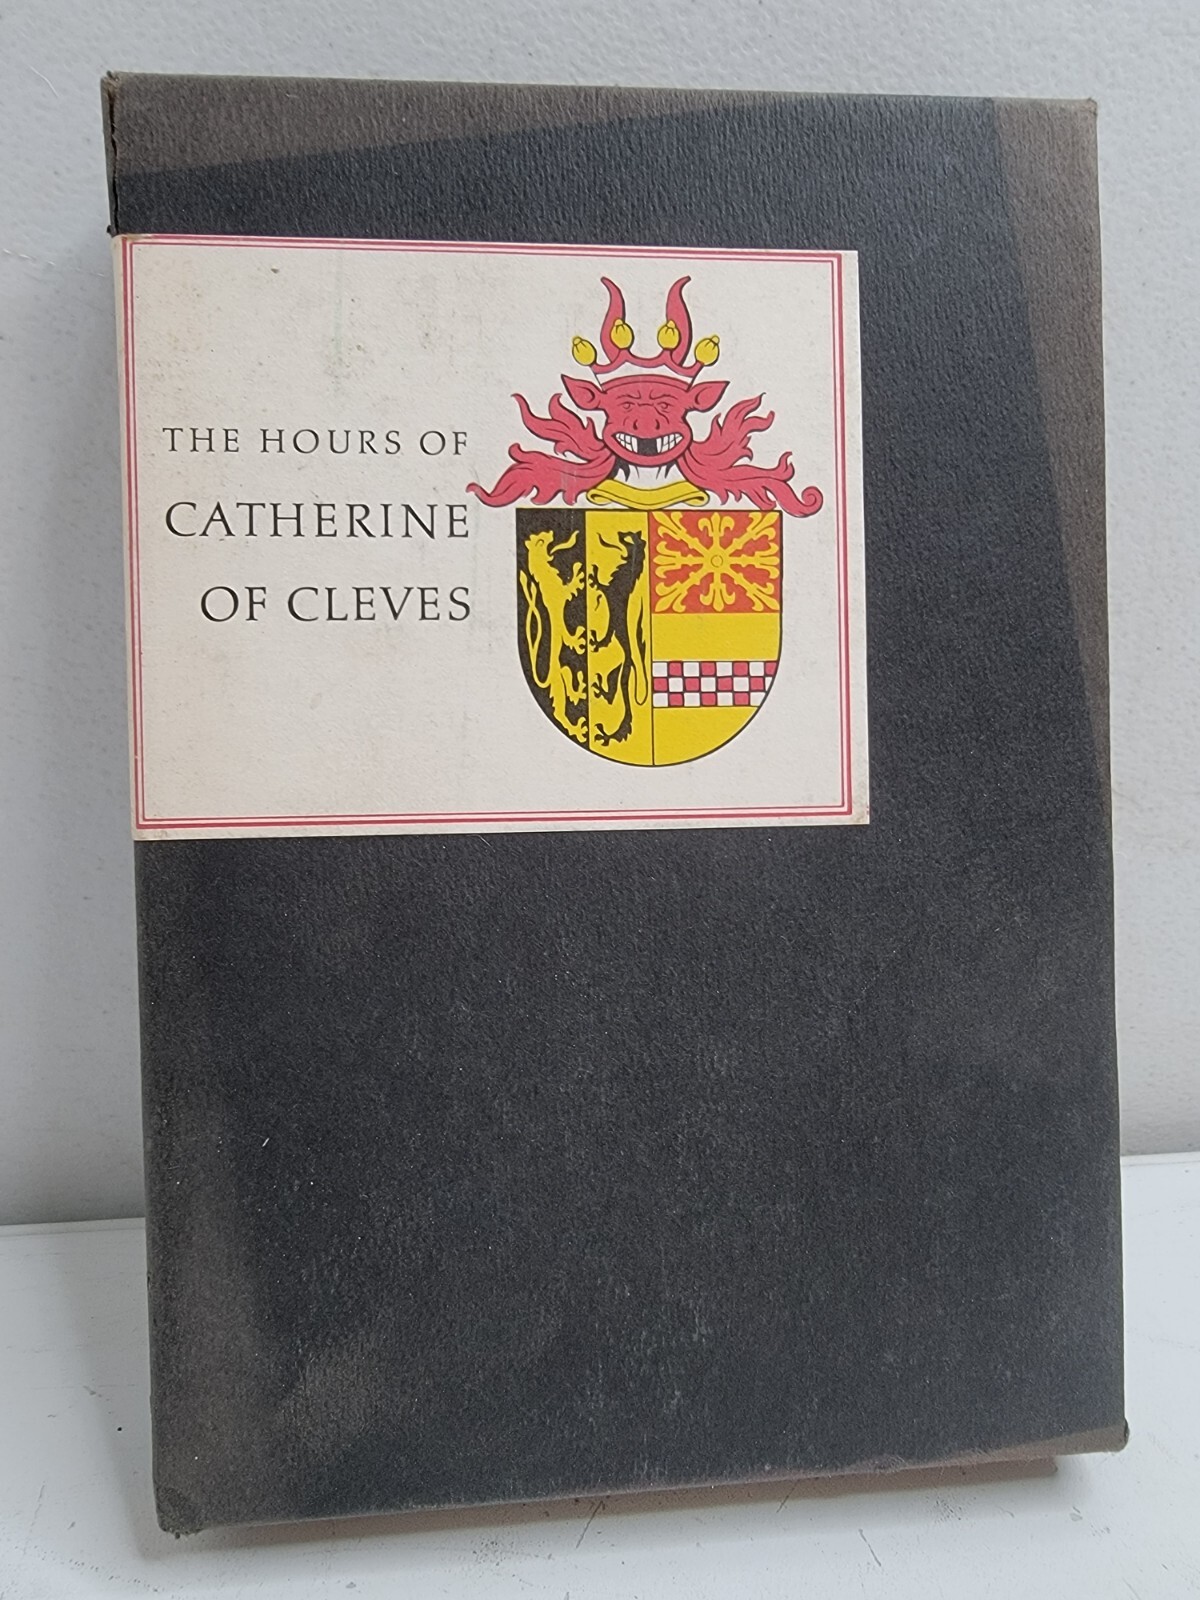 THE HOURS OF
CATHERINE
OF CLEVES